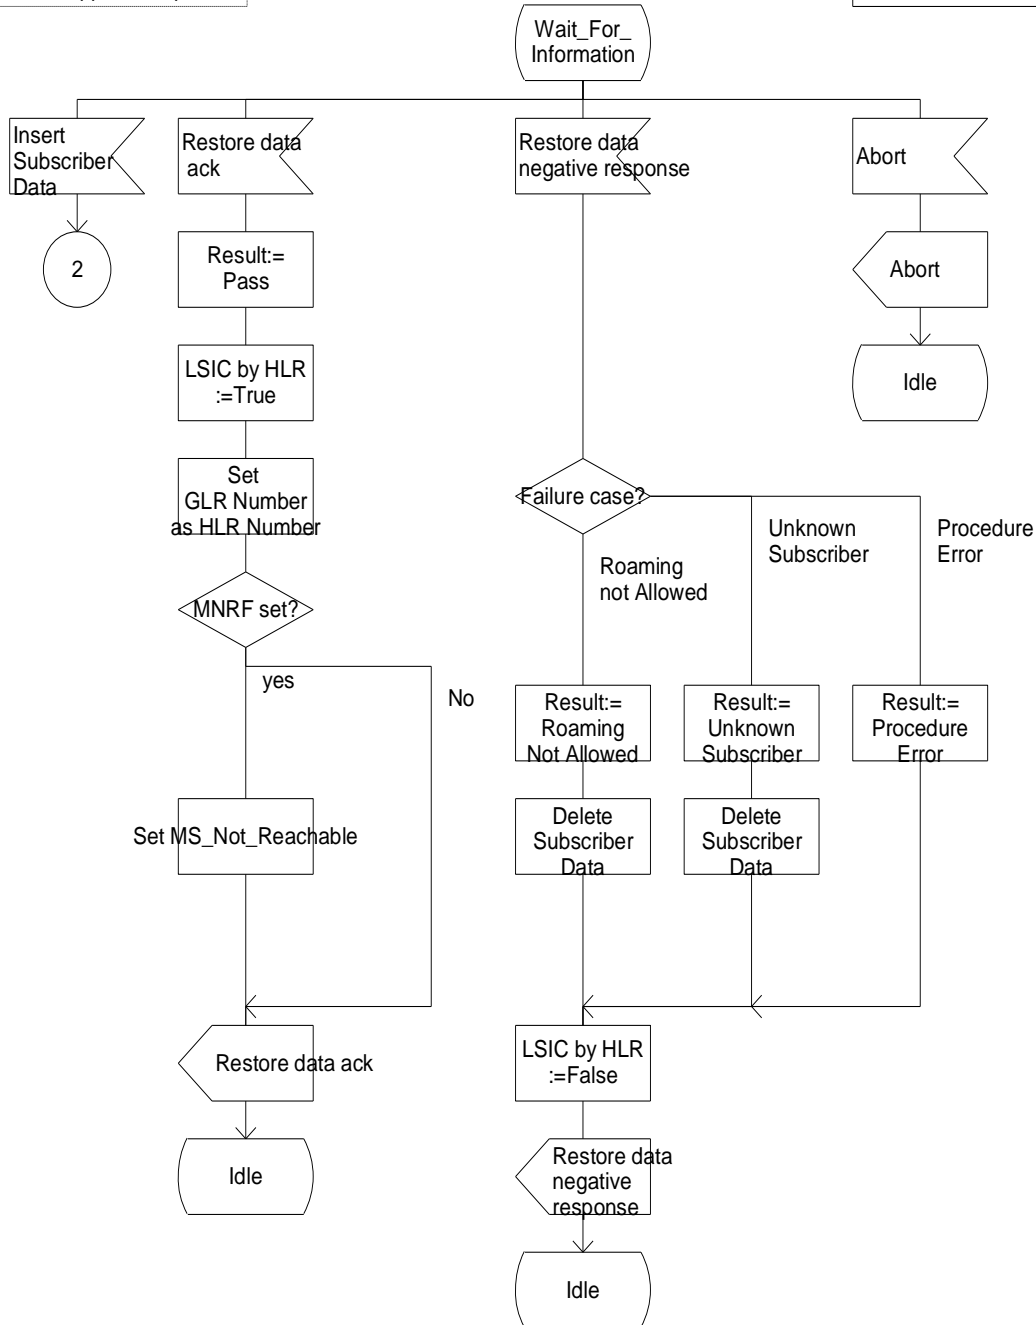 Wait_For_
Information
Insert
Subscriber
Data
Restore data
ack
Restore data
negative response
Abort
2
Result:=
Pass
Abort
LSIC by HLR
:=True
Idle
Set
GLR Number
as HLR Number
Failure case?
Unknown
Subscriber
Procedure
Error
Roaming
not Allowed
MNRF set?
yes
No
Result:=
Roaming
Not Allowed
Result:=
Unknown
Subscriber
Result:=
Procedure
Error
Set MS_Not_Reachable
Delete
Subscriber
Data
Delete
Subscriber
Data
Restore data ack
LSIC by HLR
:=False
Idle
Restore data
negative
response
Idle